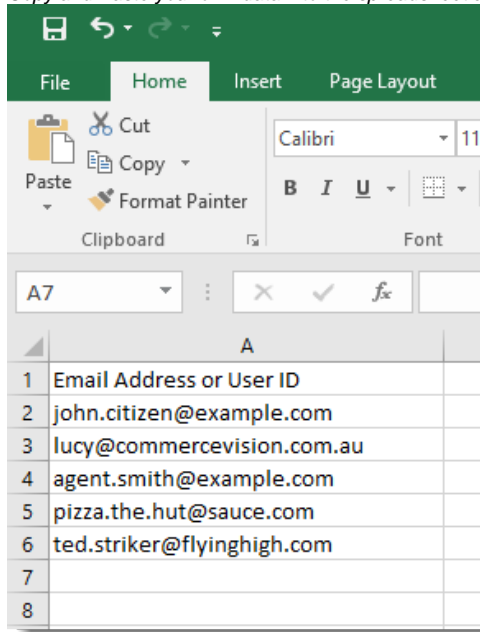 File Home Insert Page Layout
Cut
Calibri 11
Copy
Paste
B I U
Format Painter
Clipboard Font
A7 fx
A
1 Email Address or User ID
2 john.citizen@example.com
3 lucy@commercevision.com.au
4 agent.smith@example.com
5 pizza.the.hut@sauce.com
6 ted.striker@flyinghigh.com
7
8